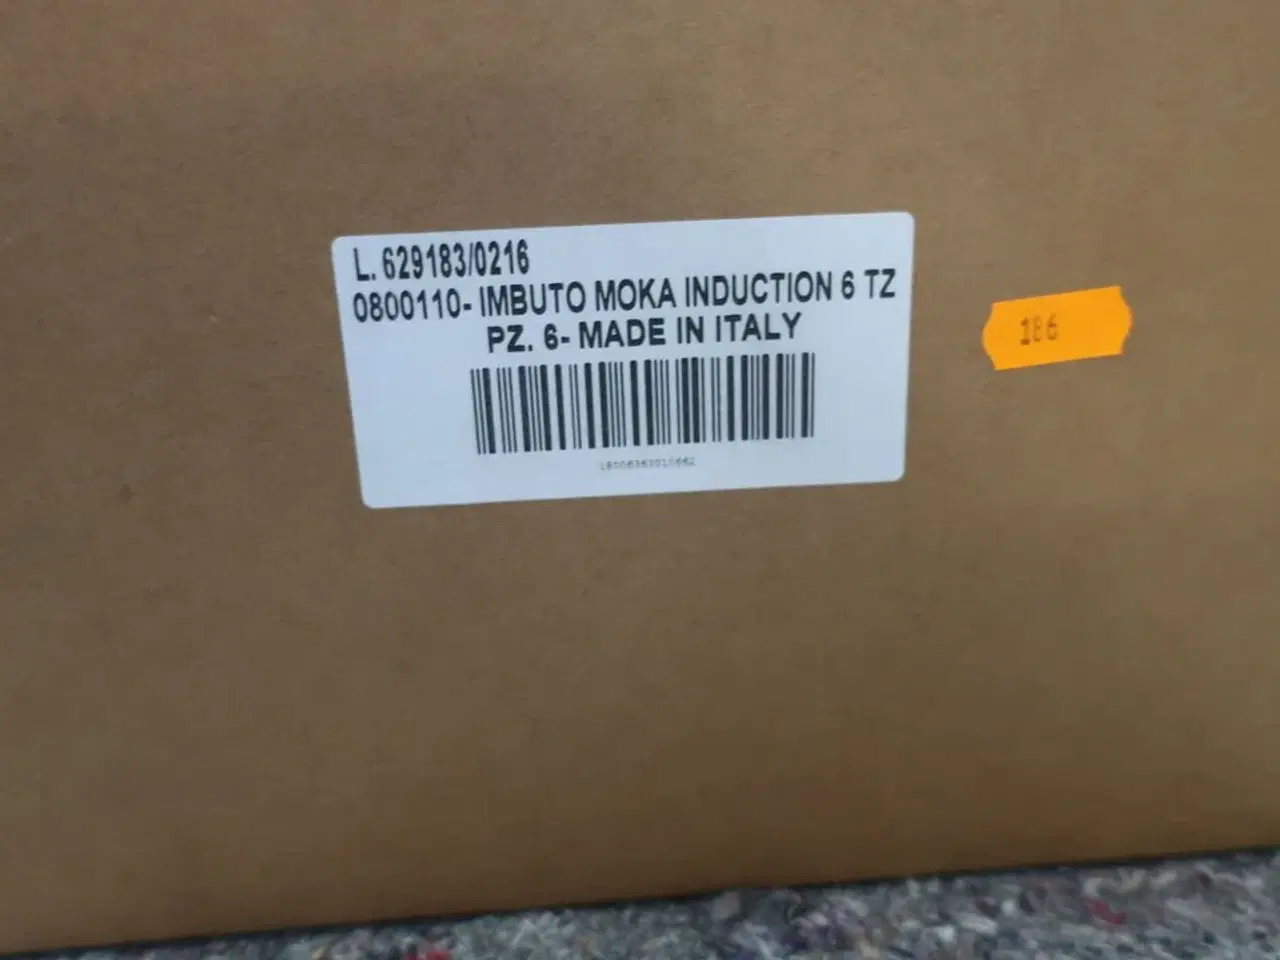 L. 629183/0216
0800110- IMBUTO MOKA INDUCTION 6 TZ
PZ. 6- MADE IN ITALY
186